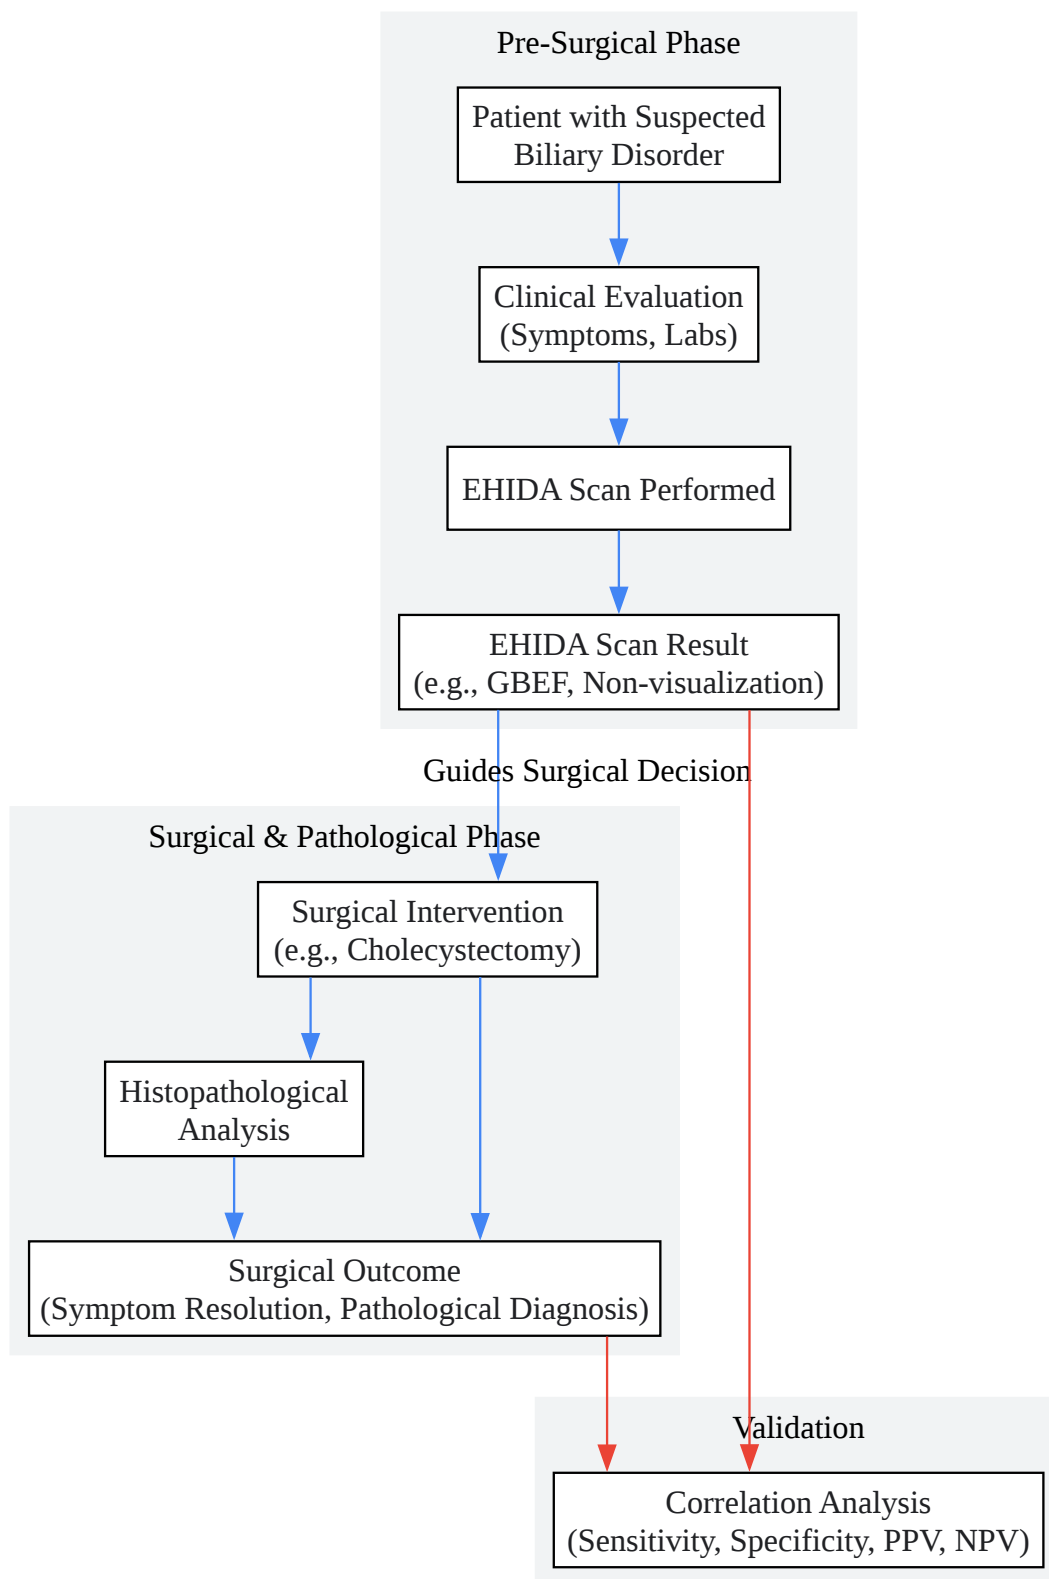 Pre-Surgical Phase
Patient with Suspected
Biliary Disorder
Clinical Evaluation
(Symptoms, Labs)
EHIDA Scan Performed
EHIDA Scan Result
(e.g., GBEF, Non-visualization)
Guides Surgical Decision
Surgical & Pathological Phase
Surgical Intervention
(e.g., Cholecystectomy)
Histopathological
Analysis
Surgical Outcome
(Symptom Resolution, Pathological Diagnosis)
Validation
Correlation Analysis
(Sensitivity, Specificity, PPV, NPV)